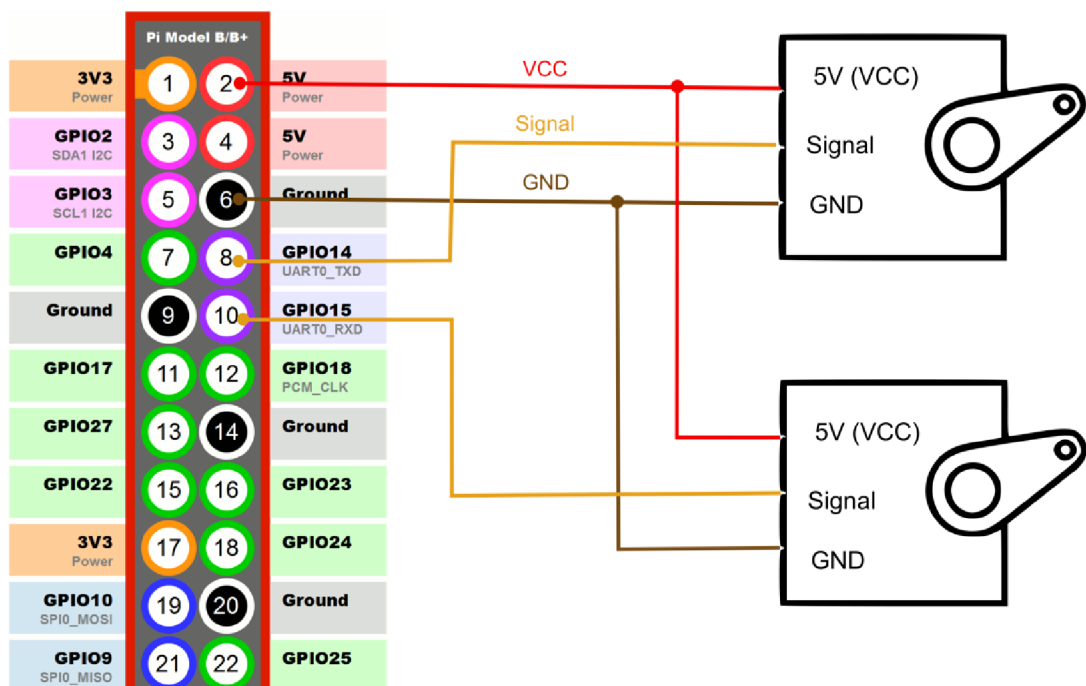 Pi Model B/B+
3V3
Power
1
2
5V
Power
GPIO2
SDA1 I2C
3
4
5V
Power
GPIO3
SCL1 I2C
5
6
Ground
GPIO4
7
8
GPIO14
UART0_TXD
Ground
9
10
GPIO15
UART0_RXD
GPIO17
11
12
GPIO18
PCM_CLK
GPIO27
13
14
Ground
GPIO22
15
16
GPIO23
3V3
Power
17
18
GPIO24
GPIO10
SPI0_MOSI
19
20
Ground
GPIO9
SPI0_MISO
21
22
GPIO25
VCC
Signal
GND
5V (VCC)
Signal
GND
5V (VCC)
Signal
GND